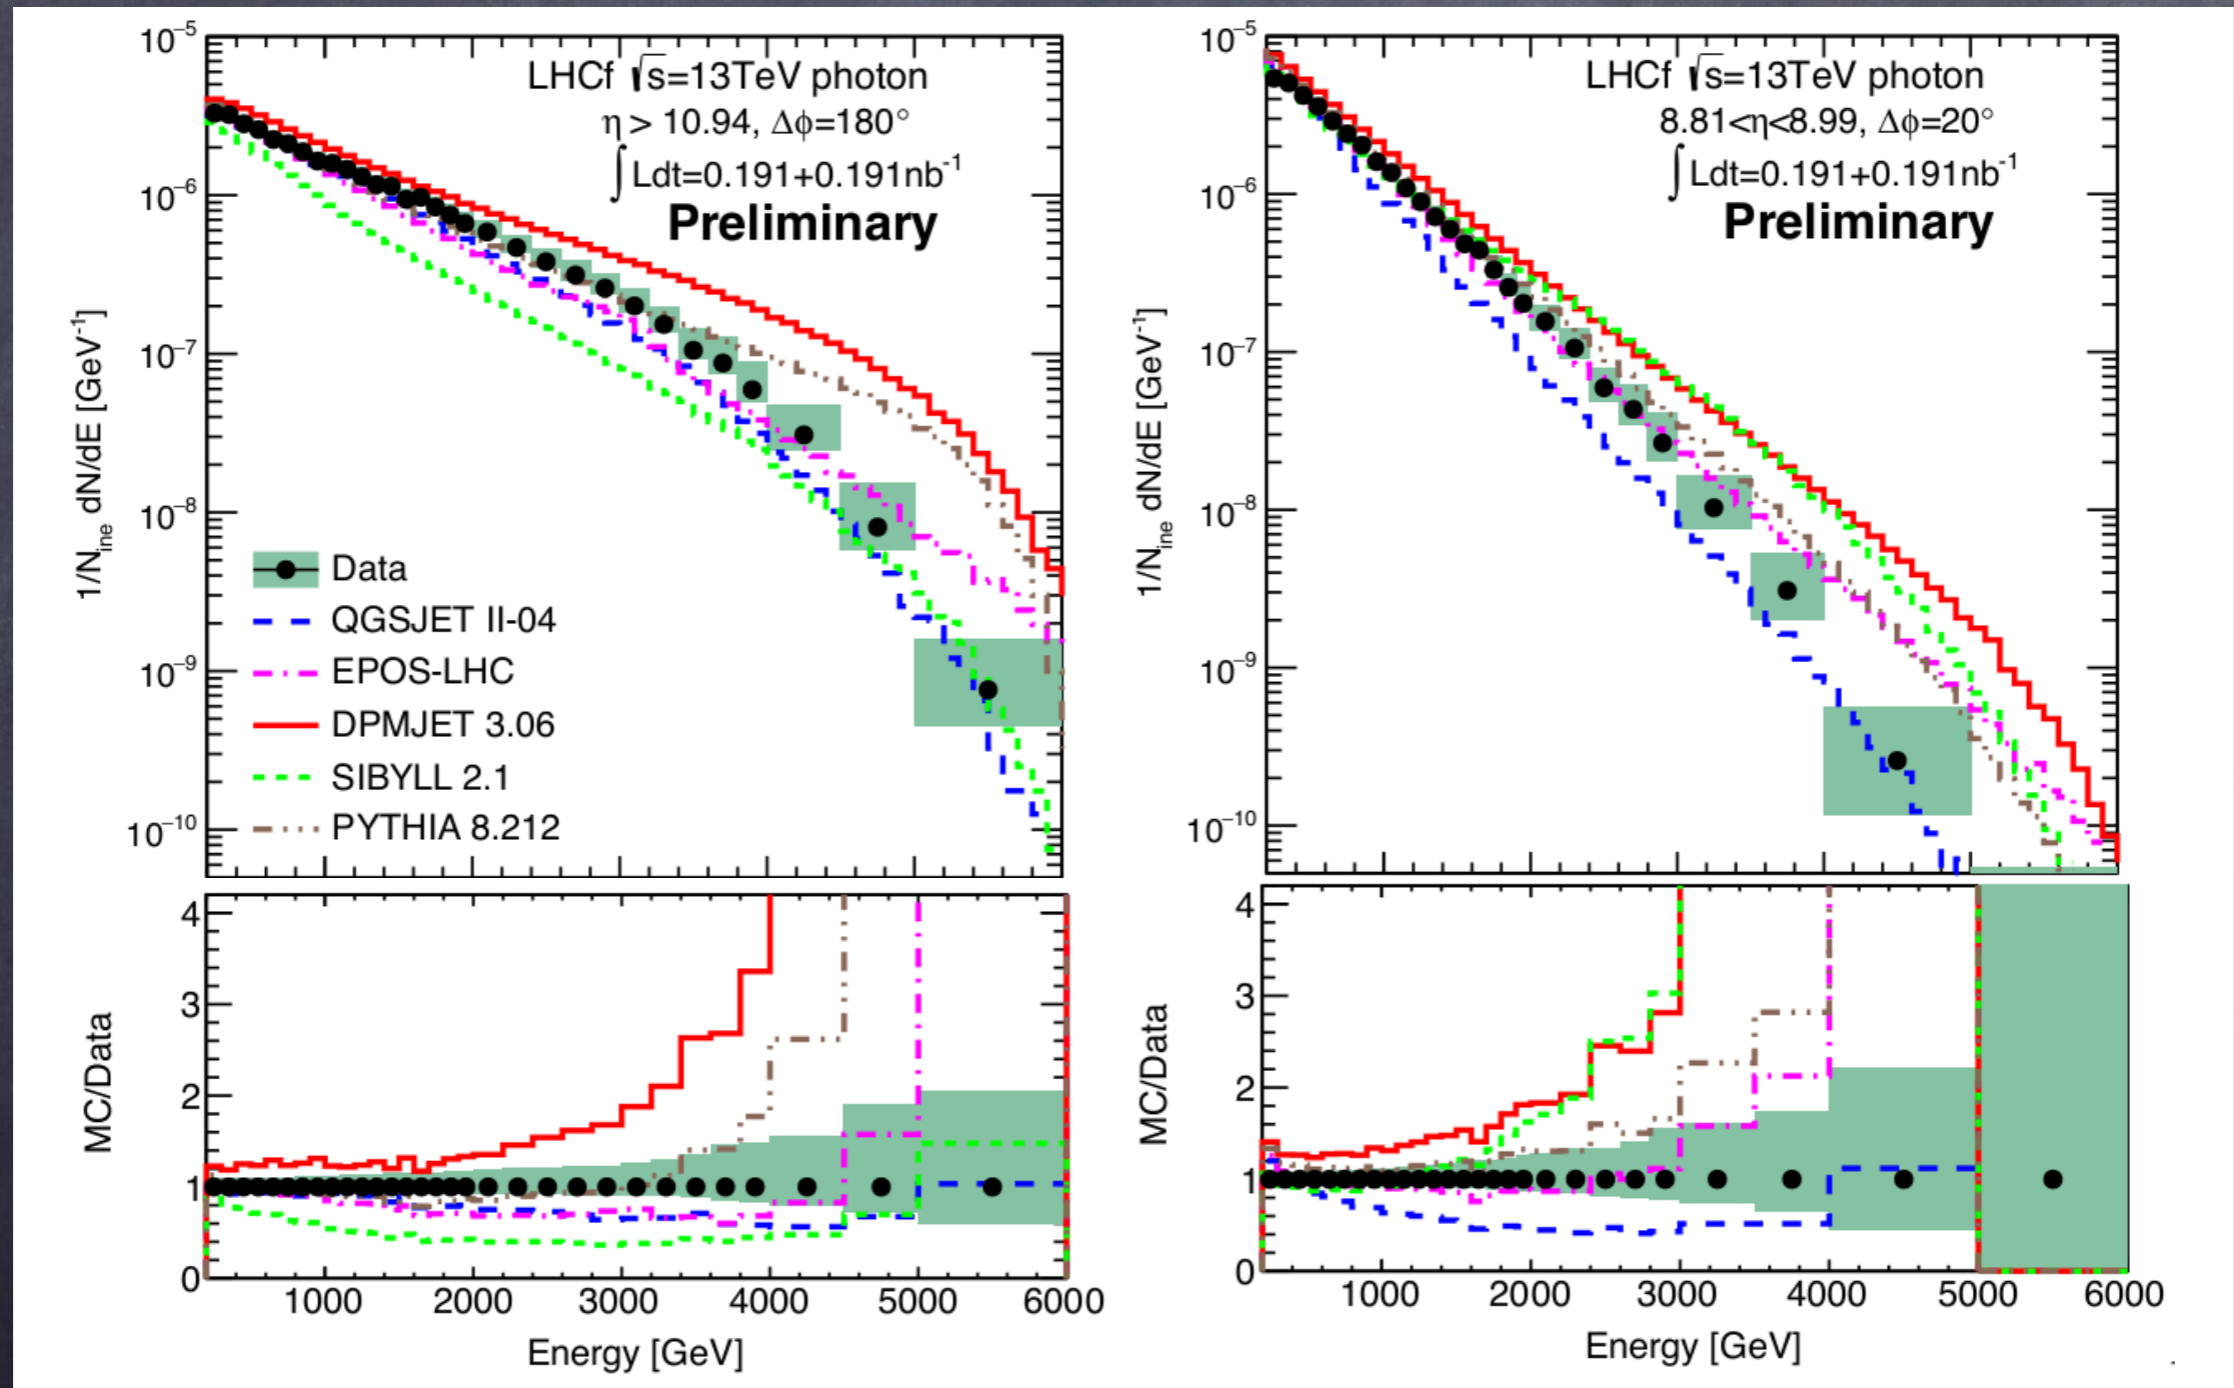 10⁻⁵
10⁻⁶
10⁻⁷
10⁻⁸
10⁻⁹
10⁻¹⁰
1/N_ine dN/dE [GeV⁻¹]
LHCf √s=13TeV photon
η > 10.94, Δϕ=180°
∫Ldt=0.191+0.191nb⁻¹
Preliminary
Data
QGSJET II-04
EPOS-LHC
DPMJET 3.06
SIBYLL 2.1
PYTHIA 8.212
4
3
2
1
0
MC/Data
1000 2000 3000 4000 5000 6000
Energy [GeV]
10⁻⁵
10⁻⁶
10⁻⁷
10⁻⁸
10⁻⁹
10⁻¹⁰
1/N_ine dN/dE [GeV⁻¹]
LHCf √s=13TeV photon
8.81<η<8.99, Δϕ=20°
∫Ldt=0.191+0.191nb⁻¹
Preliminary
4
3
2
1
0
MC/Data
1000 2000 3000 4000 5000 6000
Energy [GeV]